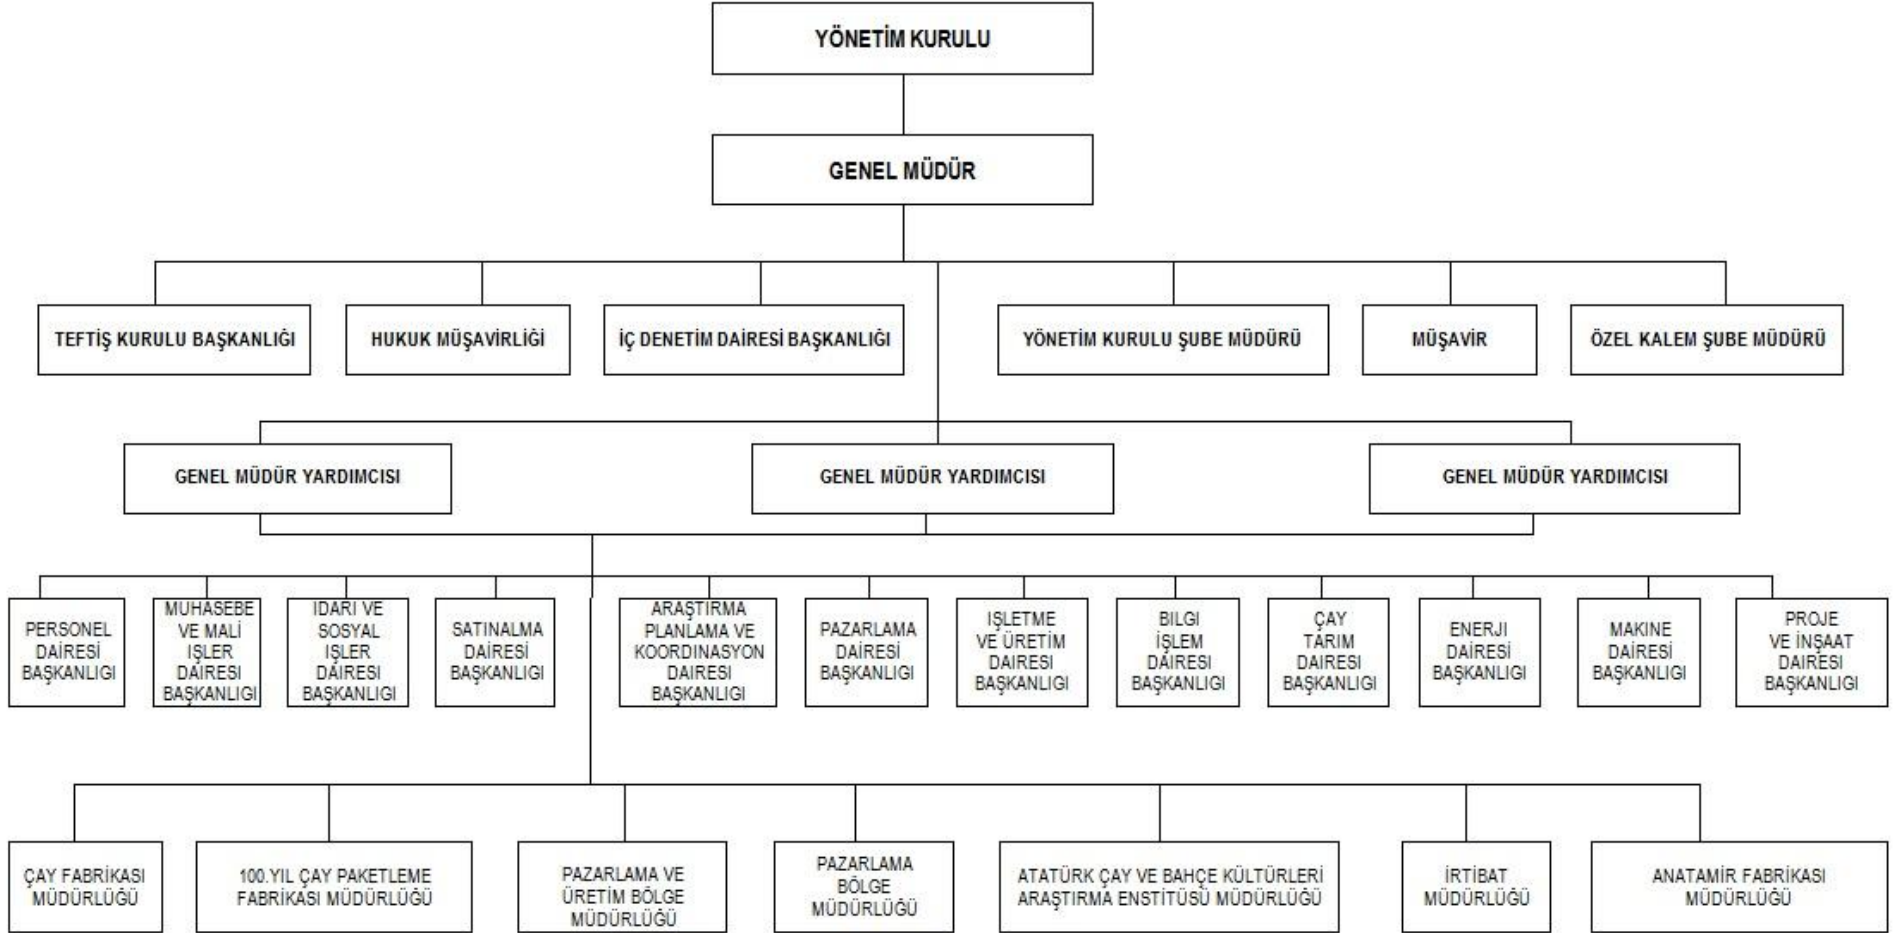 YÖNETİM KURULU
GENEL MÜDÜR
TEFTİŞ KURULU BAŞKANLIĞI
HUKUK MÜŞAVİRLİĞİ
İÇ DENETİM DAİRESİ BAŞKANLIĞI
YÖNETİM KURULU ŞUBE MÜDÜRÜ
MÜŞAVİR
ÖZEL KALEM ŞUBE MÜDÜRÜ
GENEL MÜDÜR YARDIMCISI
GENEL MÜDÜR YARDIMCISI
GENEL MÜDÜR YARDIMCISI
PERSONEL
DAİRESİ
BAŞKANLIGI
MUHASEBE
VE MALİ
IŞLER
DAİRESI
BAŞKANLIGI
IDARI VE
SOSYAL
IŞLER
DAİRESI
BAŞKANLIGI
SATINALMA
DAİRESİ
BAŞKANLIGI
ARAŞTIRMA
PLANLAMA VE
KOORDINASYON
DAİRESI
BAŞKANLIGI
PAZARLAMA
DAİRESİ
BAŞKANLIGI
IŞLETME
VE ÜRETİM
DAİRESI
BAŞKANLIGI
BILGI
İŞLEM
DAİRESI
BAŞKANLIGI
ÇAY
TARIM
DAİRESI
BAŞKANLIGI
ENERJI
DAİRESI
BAŞKANLIGI
MAKINE
DAİRESI
BAŞKANLIGI
PROJE
VE İNŞAAT
DAİRESI
BAŞKANLIGI
ÇAY FABRİKASI
MÜDÜRLÜĞÜ
100.YIL ÇAY PAKETLEME
FABRİKASI MÜDÜRLÜĞÜ
PAZARLAMA VE
ÜRETİM BÖLGE
MÜDÜRLÜĞÜ
PAZARLAMA
BÖLGE
MÜDÜRLÜĞÜ
ATATÜRK ÇAY VE BAHÇE KÜLTÜRLERİ
ARAŞTIRMA ENSTİTÜSÜ MÜDÜRLÜĞÜ
İRTİBAT
MÜDÜRLÜĞÜ
ANATAMİR FABRİKASI
MÜDÜRLÜĞÜ